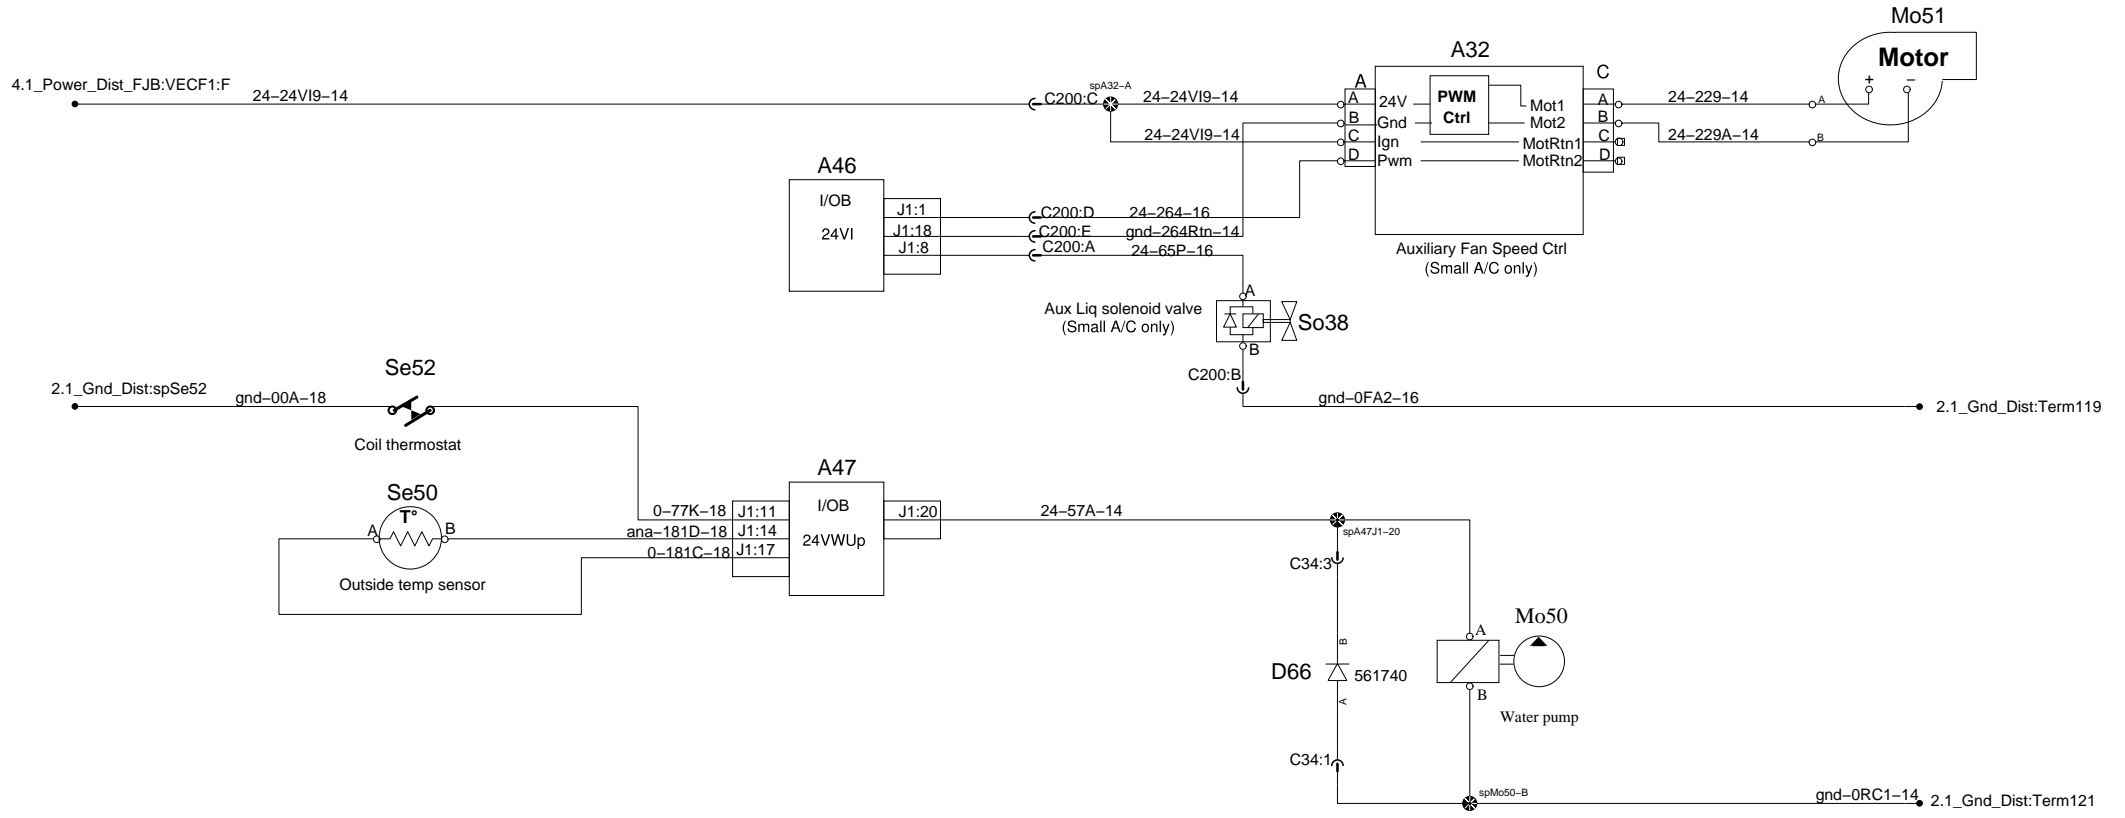 Mo51
Motor
+ −
A32
4.1_Power_Dist_FJB:VECF1:F
24−24VI9−14
C200:C
spA32−A
24−24VI9−14
24−24VI9−14
A
A
B
C
D
24V
Gnd
Ign
Pwm
PWM
Ctrl
Mot1
Mot2
MotRtn1
MotRtn2
C
A
B
C
D
24−229−14
A
24−229A−14
B
Auxiliary Fan Speed Ctrl
(Small A/C only)
A46
I/OB
24VI
J1:1
J1:18
J1:8
C200:D
24−264−16
C200:E
gnd−264Rtn−14
C200:A
24−65P−16
Aux Liq solenoid valve
(Small A/C only)
A
So38
B
C200:B
gnd−0FA2−16
2.1_Gnd_Dist:Term119
Se52
2.1_Gnd_Dist:spSe52
gnd−00A−18
Coil thermostat
Se50
T°
A
B
Outside temp sensor
A47
I/OB
24VWUp
0−77K−18
J1:11
ana−181D−18
J1:14
0−181C−18
J1:17
J1:20
24−57A−14
spA47J1−20
C34:3
B
D66
561740
A
C34:1
Mo50
A
B
Water pump
spMo50−B
gnd−0RC1−14
2.1_Gnd_Dist:Term121